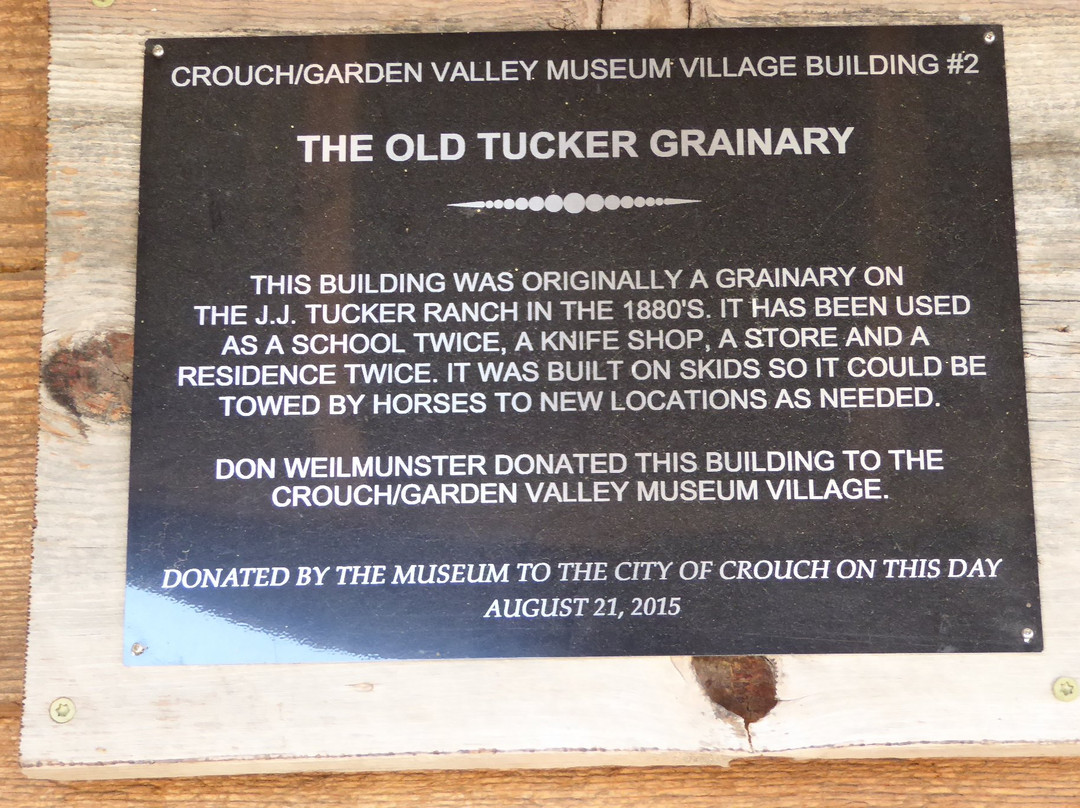 CROUCH/GARDEN VALLEY MUSEUM VILLAGE BUILDING #2
THE OLD TUCKER GRAINARY
THIS BUILDING WAS ORIGINALLY A GRAINARY ON
THE J.J. TUCKER RANCH IN THE 1880'S. IT HAS BEEN USED
AS A SCHOOL TWICE, A KNIFE SHOP, A STORE AND A
RESIDENCE TWICE. IT WAS BUILT ON SKIDS SO IT COULD BE
TOWED BY HORSES TO NEW LOCATIONS AS NEEDED.
DON WEILMUNSTER DONATED THIS BUILDING TO THE
CROUCH/GARDEN VALLEY MUSEUM VILLAGE.
DONATED BY THE MUSEUM TO THE CITY OF CROUCH ON THIS DAY
AUGUST 21, 2015